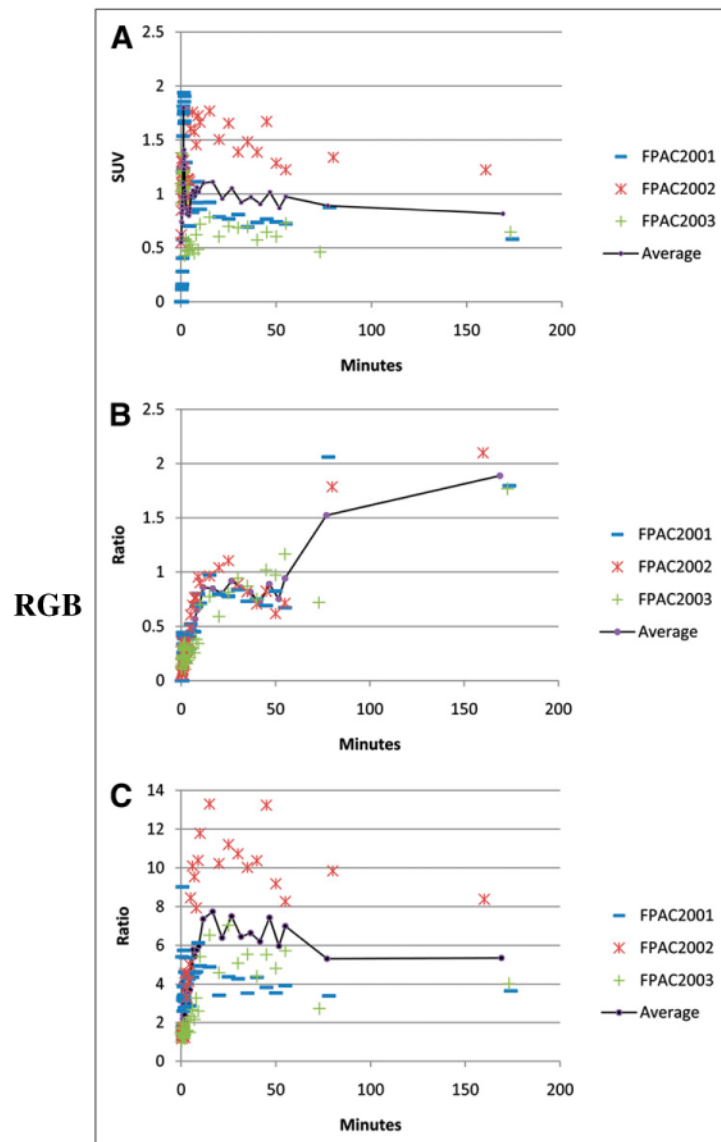 A
2.5
2
1.5
1
0.5
0
SUV
0 50 100 150 200
Minutes
FPAC2001
FPAC2002
FPAC2003
Average
RGB
B
2.5
2
1.5
1
0.5
0
Ratio
0 50 100 150 200
Minutes
FPAC2001
FPAC2002
FPAC2003
Average
C
14
12
10
8
6
4
2
0
Ratio
0 50 100 150 200
Minutes
FPAC2001
FPAC2002
FPAC2003
Average